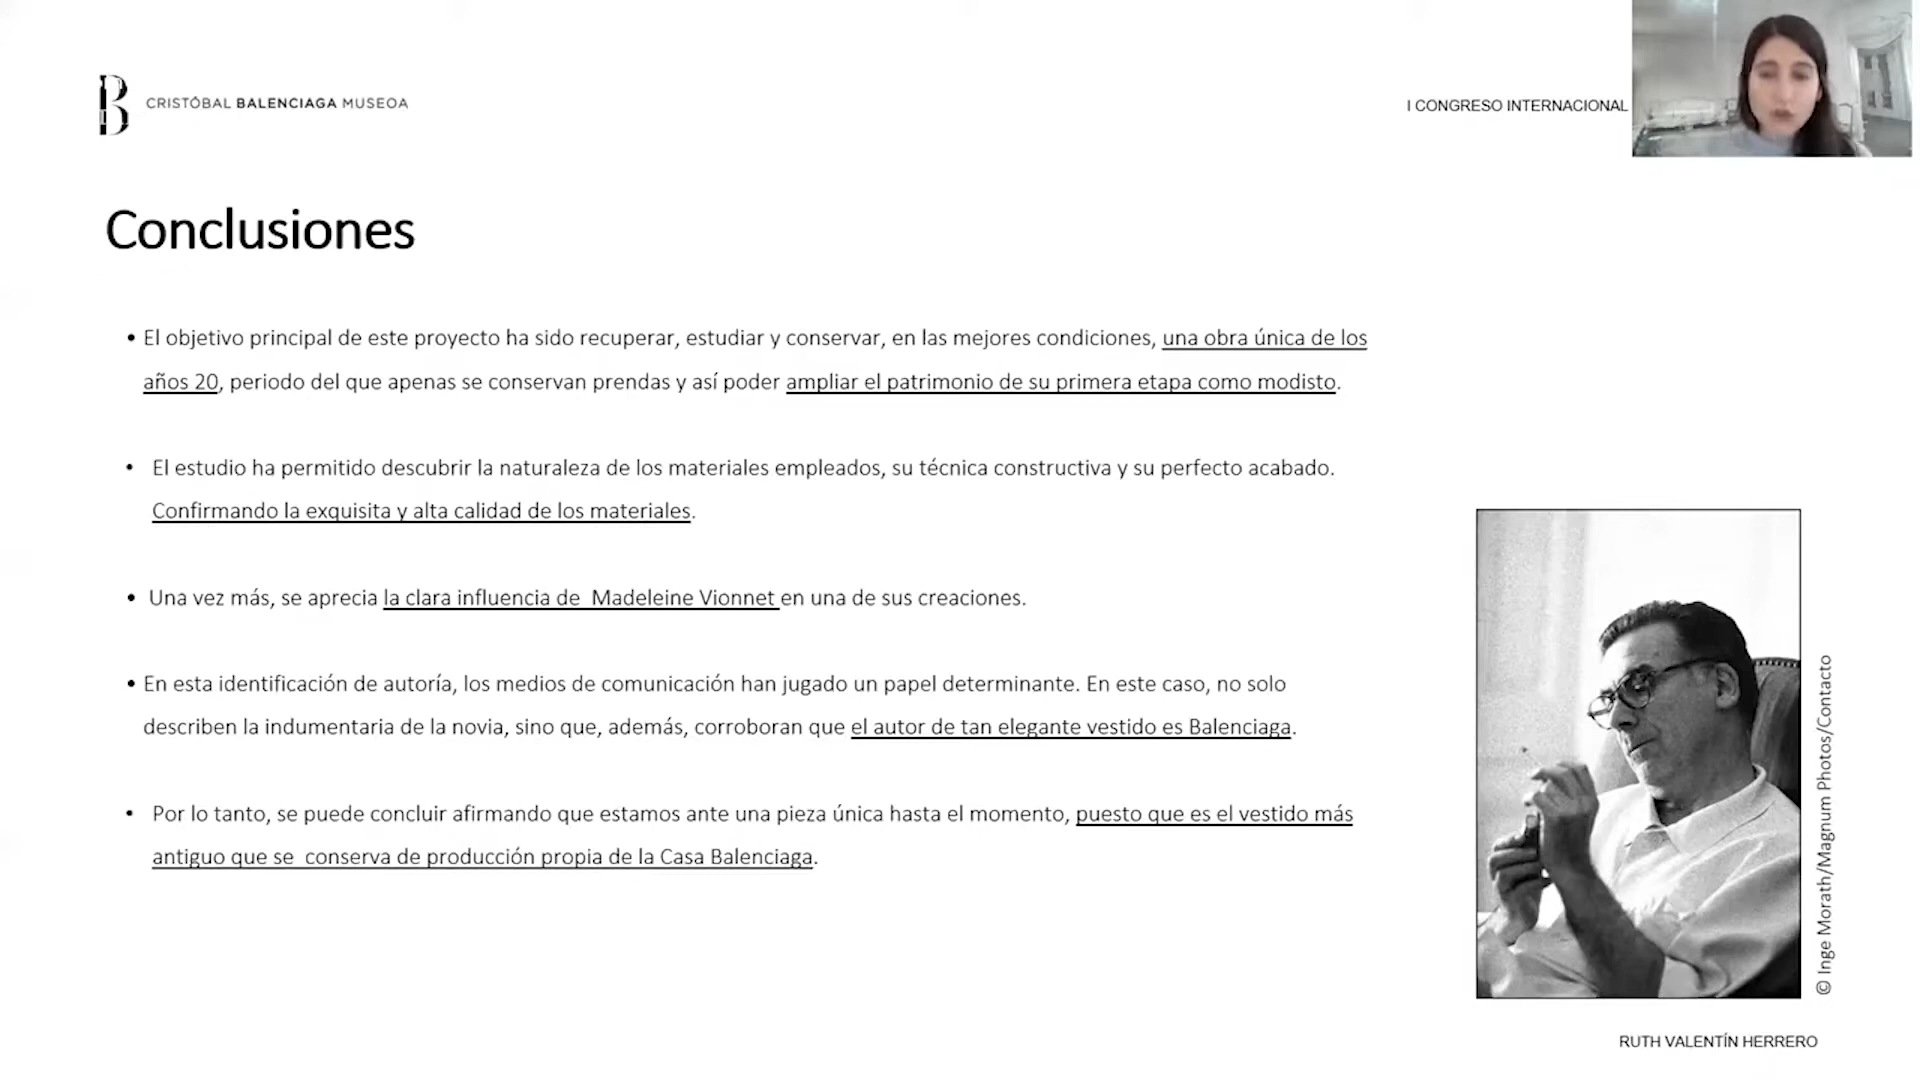 B CRISTÓBAL BALENCIAGA MUSEOA
I CONGRESO INTERNACIONAL
Conclusiones
• El objetivo principal de este proyecto ha sido recuperar, estudiar y conservar, en las mejores condiciones, una obra única de los
años 20, periodo del que apenas se conservan prendas y así poder ampliar el patrimonio de su primera etapa como modisto.
• El estudio ha permitido descubrir la naturaleza de los materiales empleados, su técnica constructiva y su perfecto acabado.
Confirmando la exquisita y alta calidad de los materiales.
• Una vez más, se aprecia la clara influencia de Madeleine Vionnet en una de sus creaciones.
• En esta identificación de autoría, los medios de comunicación han jugado un papel determinante. En este caso, no solo
describen la indumentaria de la novia, sino que, además, corroboran que el autor de tan elegante vestido es Balenciaga.
• Por lo tanto, se puede concluir afirmando que estamos ante una pieza única hasta el momento, puesto que es el vestido más
antiguo que se conserva de producción propia de la Casa Balenciaga.
© Inge Morath/Magnum Photos/Contacto
RUTH VALENTÍN HERRERO